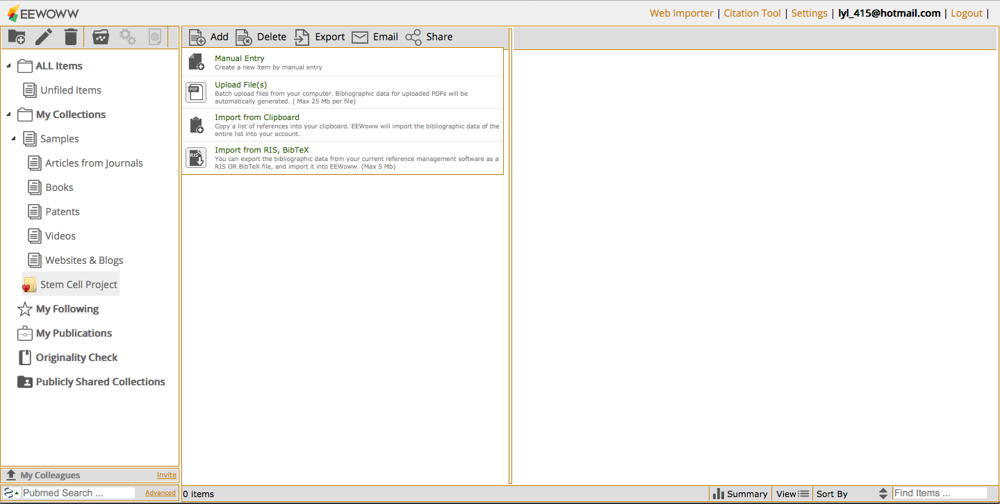 EEWOWW
Web Importer | Citation Tool | Settings | lyl_415@hotmail.com | Logout |
Add Delete Export Email Share
ALL Items
Unfiled Items
My Collections
Samples
Articles from Journals
Books
Patents
Videos
Websites & Blogs
Stem Cell Project
My Following
My Publications
Originality Check
Publicly Shared Collections
My Colleagues Invite
Pubmed Search ... Advanced
Manual Entry
Create a new item by manual entry
PDF
Upload File(s)
Batch upload files from your computer. Bibliographic data for uploaded PDFs will be
automatically generated. ( Max 25 Mb per file)
Import from Clipboard
Copy a list of references into your clipboard. EEWoww will import the bibliographic data of the
entire list into your account.
RIS
Import from RIS, BibTeX
You can export the bibliographic data from your current reference management software as a
RIS OR BibTeX file, and import it into EEWoww. (Max 5 Mb)
0 items
Summary View Sort By Find Items ...